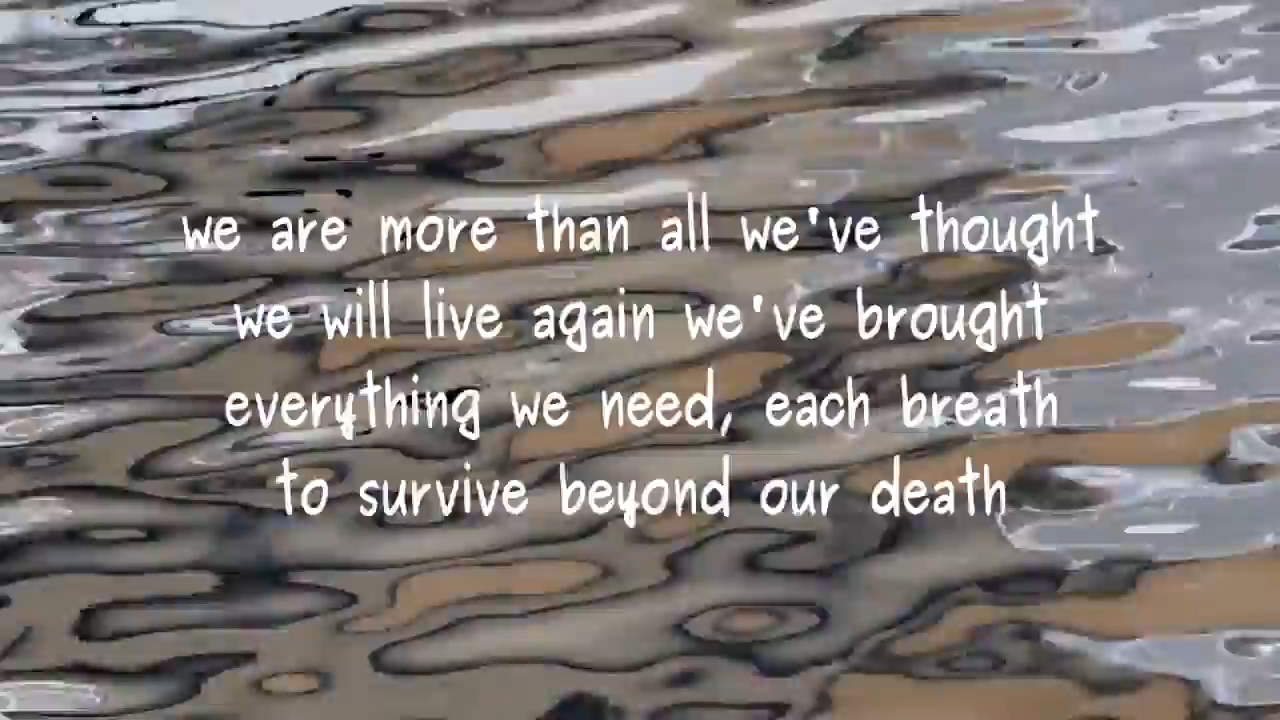 we are more than all we've thought
we will live again we've brought
everything we need, each breath
to survive beyond our death